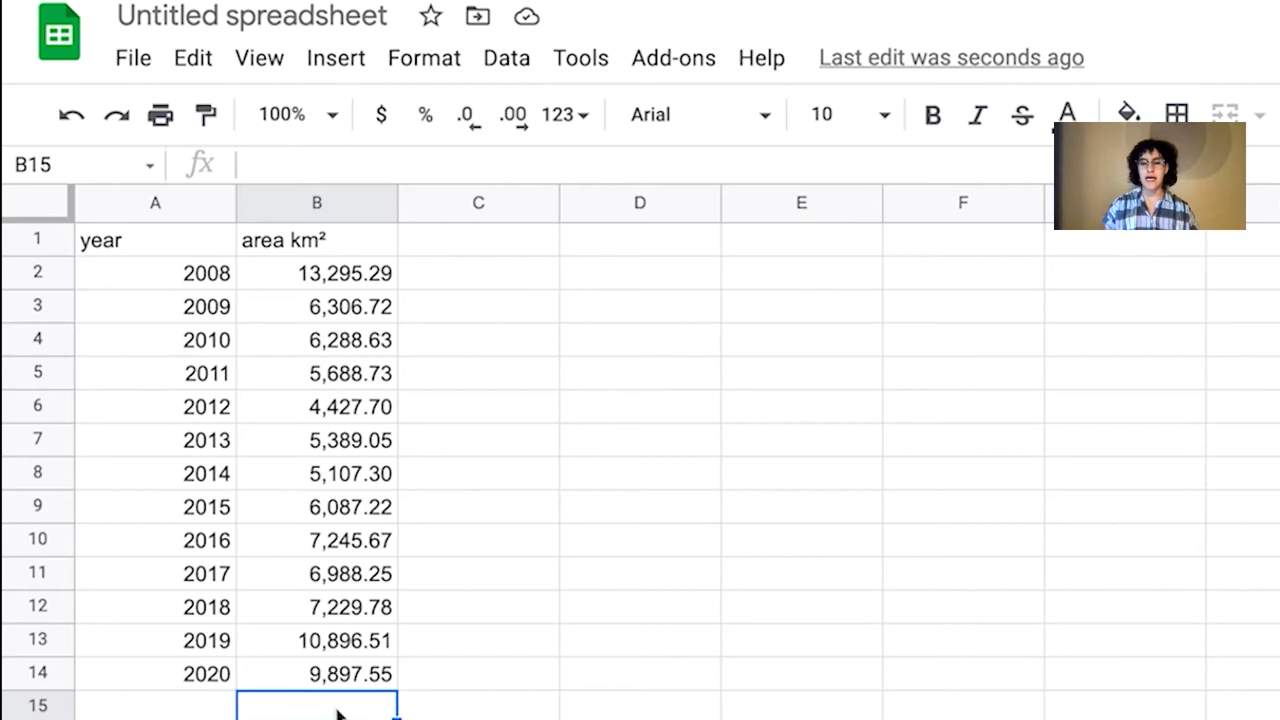 Untitled spreadsheet
File Edit View Insert Format Data Tools Add-ons Help Last edit was seconds ago
100% $ % .0 .00 123 Arial 10 B I S A
B15 fx
A B C D E F
1 year area km²
2 2008 13,295.29
3 2009 6,306.72
4 2010 6,288.63
5 2011 5,688.73
6 2012 4,427.70
7 2013 5,389.05
8 2014 5,107.30
9 2015 6,087.22
10 2016 7,245.67
11 2017 6,988.25
12 2018 7,229.78
13 2019 10,896.51
14 2020 9,897.55
15